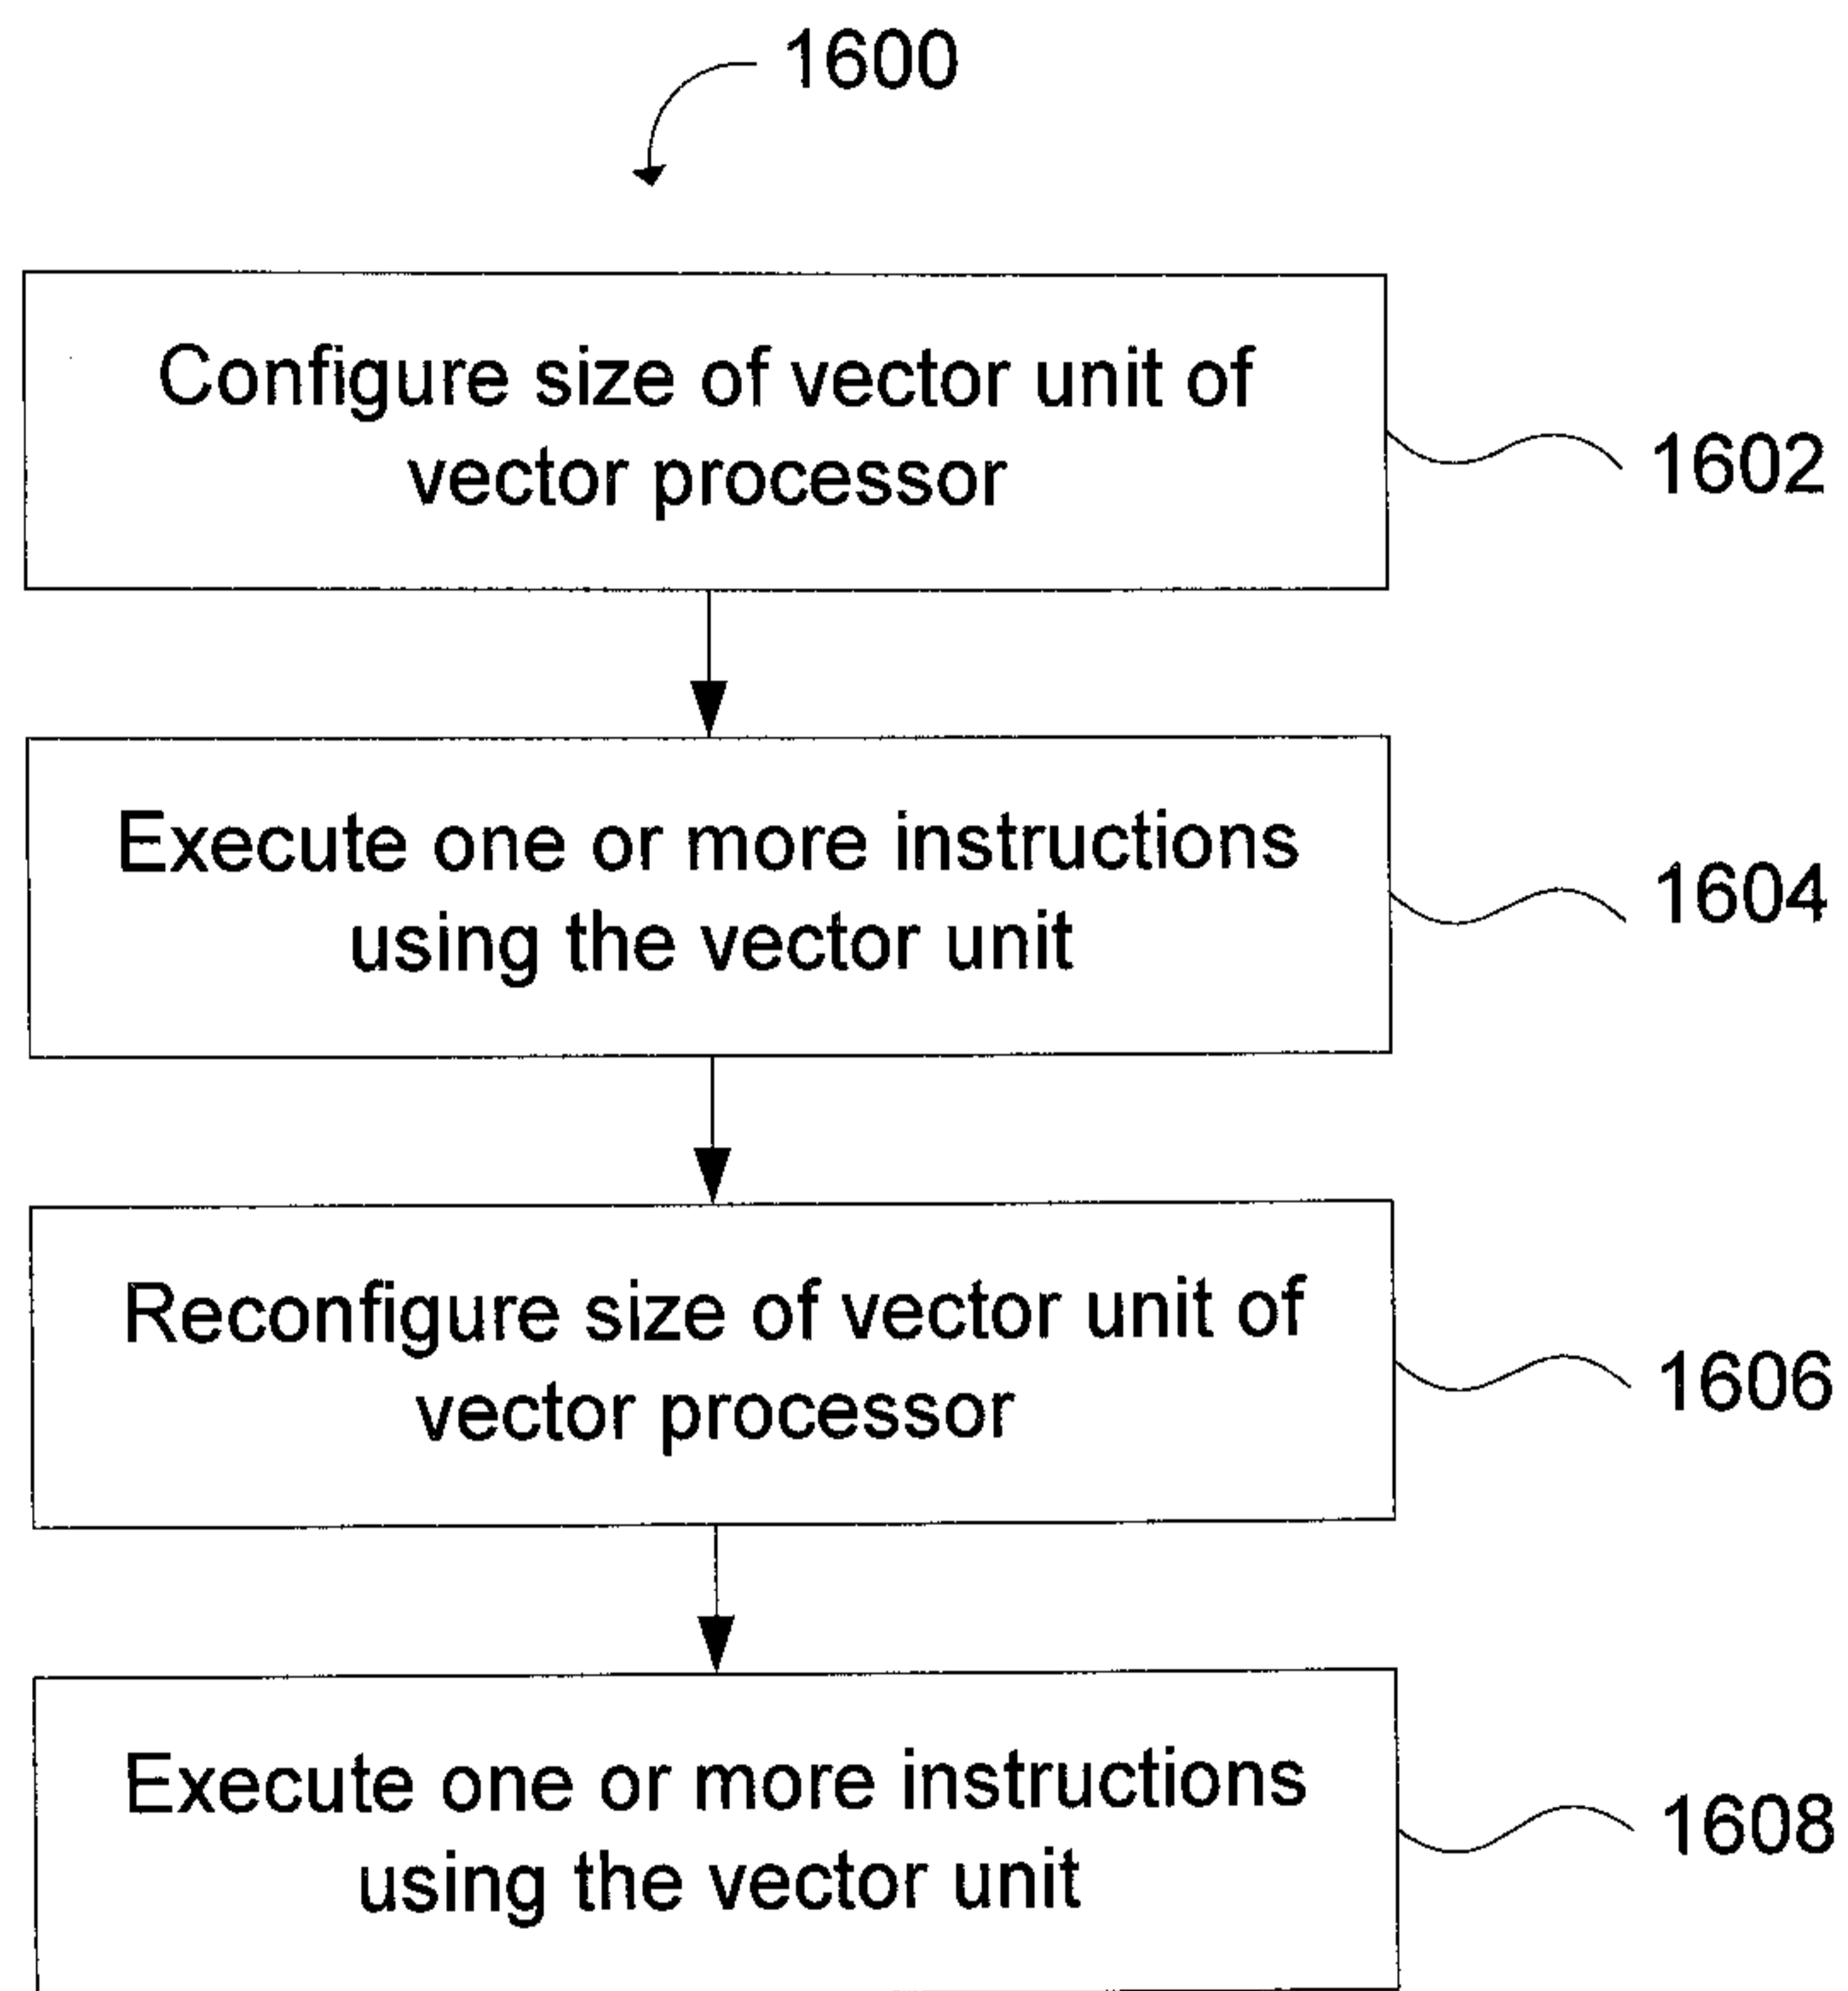 1600
Configure size of vector unit of
vector processor
1602
Execute one or more instructions
using the vector unit
1604
Reconfigure size of vector unit of
vector processor
1606
Execute one or more instructions
using the vector unit
1608